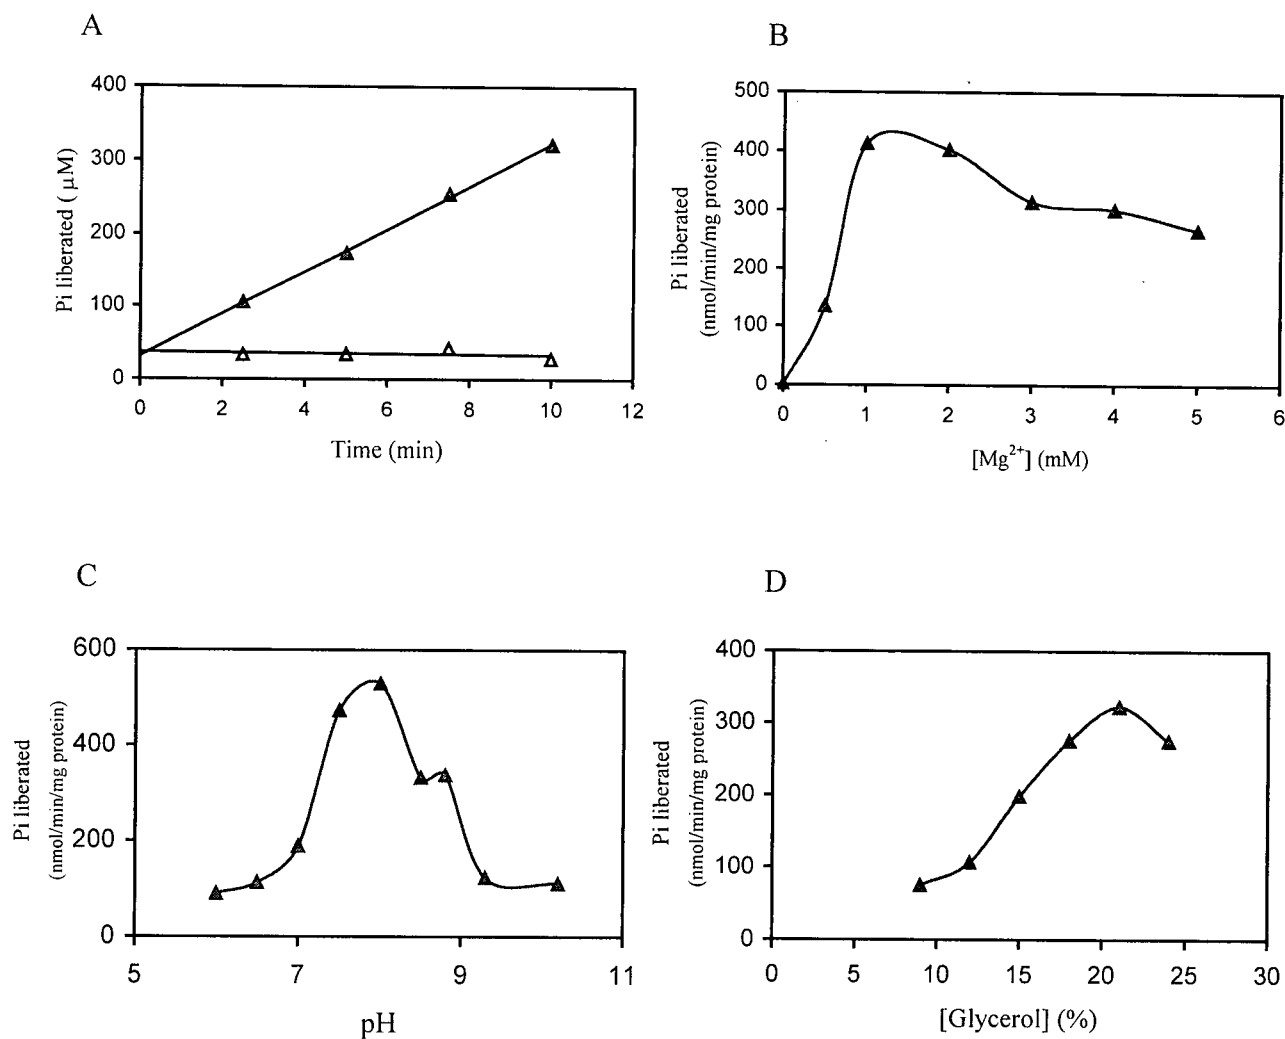 A
400
300
200
100
0
Pi liberated ( μM)
0 2 4 6 8 10 12
Time (min)
B
500
400
300
200
100
0
Pi liberated
(nmol/min/mg protein)
0 1 2 3 4 5 6
[Mg²⁺] (mM)
C
600
400
200
0
Pi liberated
(nmol/min/mg protein)
5 7 9 11
pH
D
400
300
200
100
0
Pi liberated
(nmol/min/mg protein)
0 5 10 15 20 25 30
[Glycerol] (%)